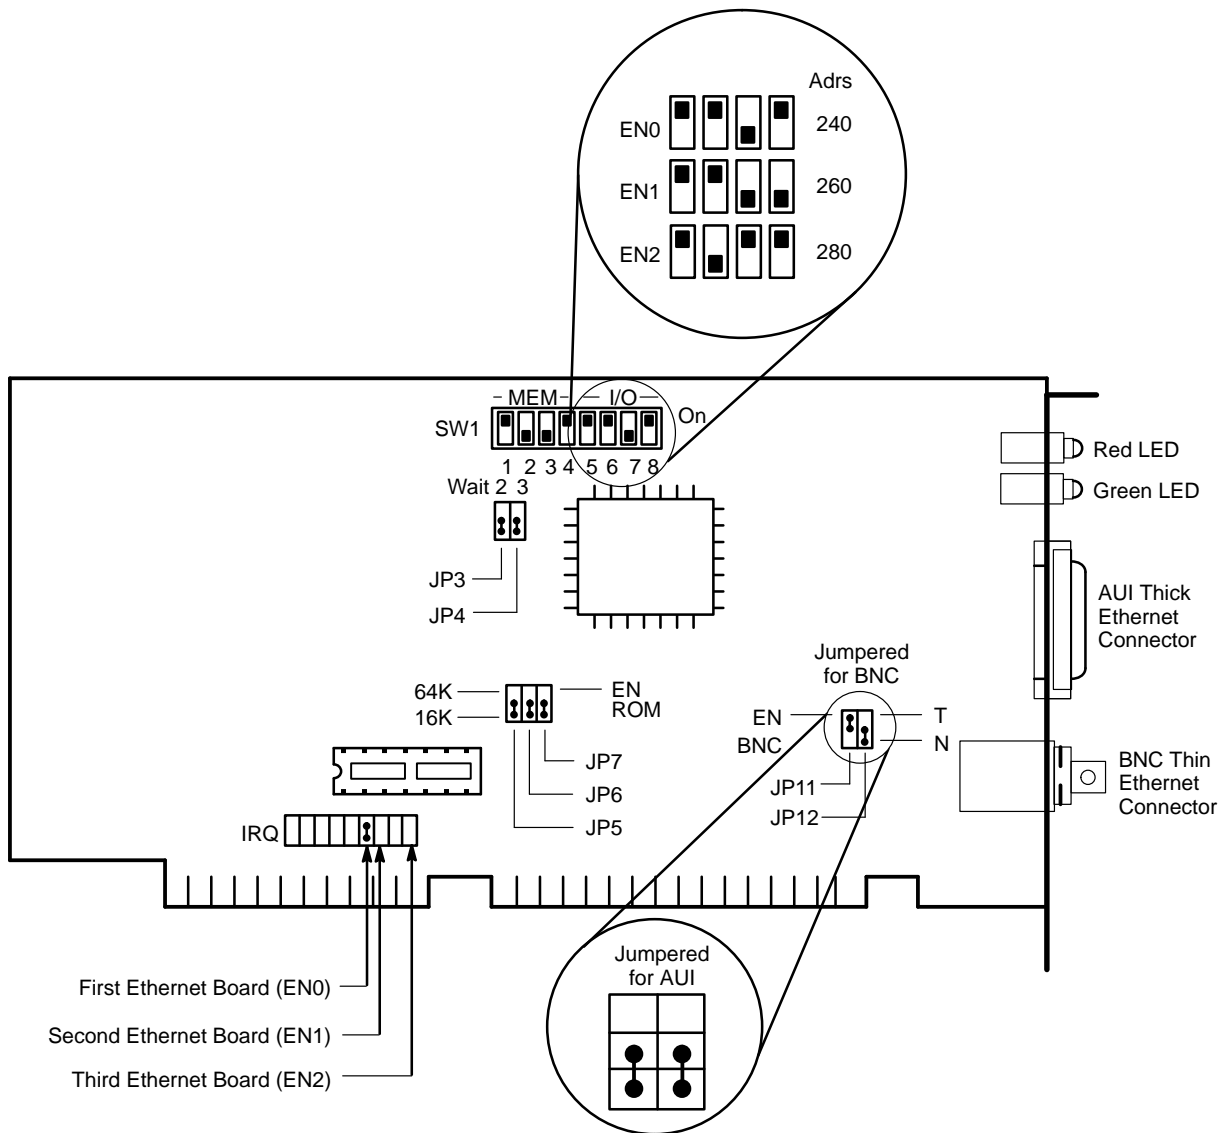 Adrs
EN0 240
EN1 260
EN2 280
MEM I/O
SW1 On
1 2 3 4 5 6 7 8
Wait 2 3
JP3
JP4
Red LED
Green LED
AUI Thick
Ethernet
Connector
Jumpered
for BNC
64K EN
16K ROM
EN T
BNC N
JP7
JP6
JP5
JP11
JP12
BNC Thin
Ethernet
Connector
IRQ
Jumpered
for AUI
First Ethernet Board (EN0)
Second Ethernet Board (EN1)
Third Ethernet Board (EN2)